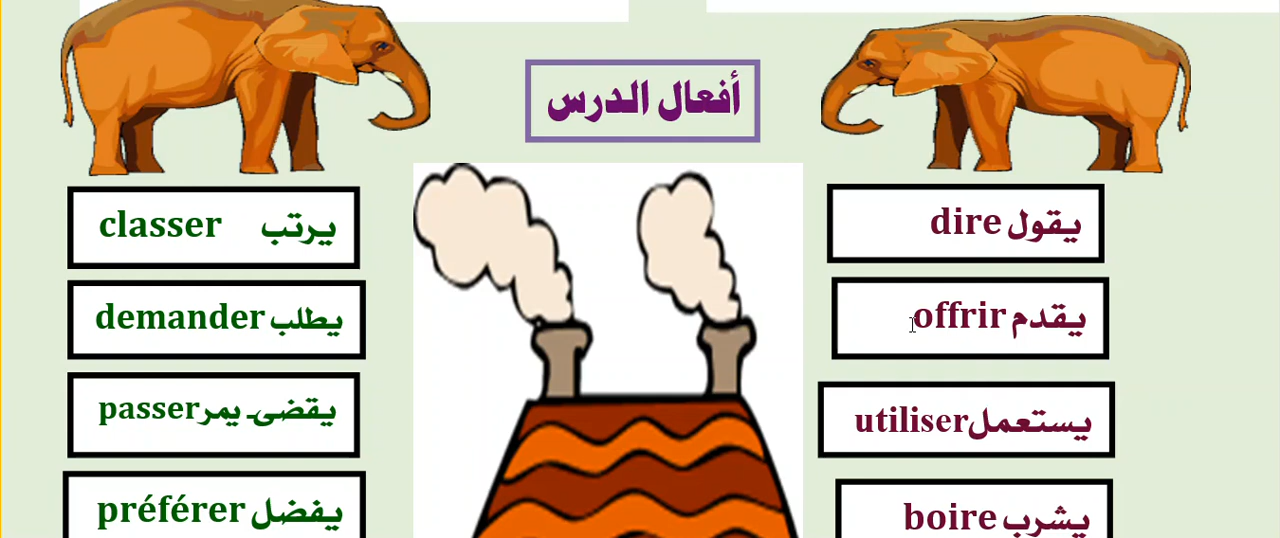 أفعال الدرس
يقول dire
يرتب classer
يقدم offrir
يطلب demander
يستعمل utiliser
يقضى ـ يمر passer
يشرب boire
يفضل préférer